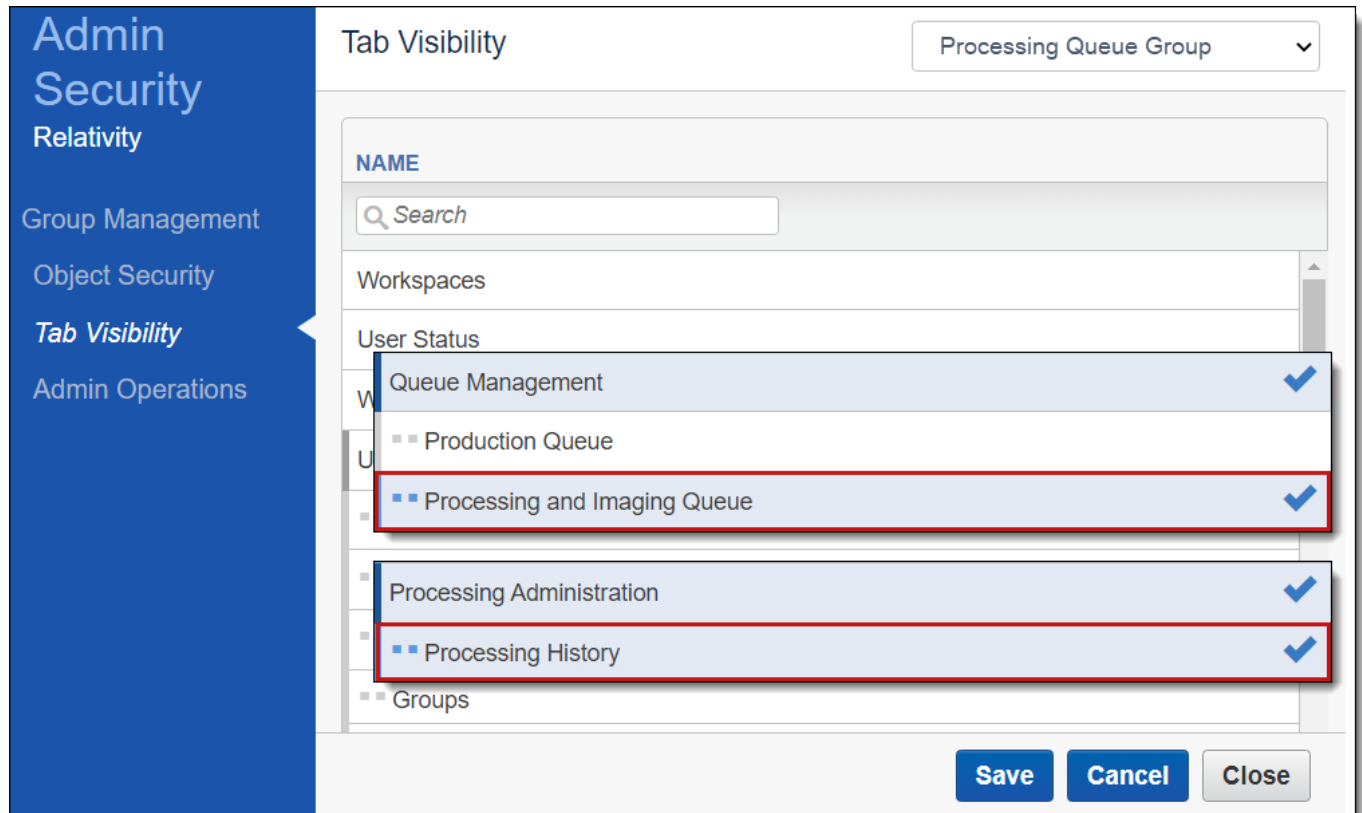 Admin
Security
Relativity
Group Management
Object Security
Tab Visibility
Admin Operations
Tab Visibility
Processing Queue Group
NAME
Search
Workspaces
User Status
Queue Management
Production Queue
Processing and Imaging Queue
Processing Administration
Processing History
Groups
Save Cancel Close